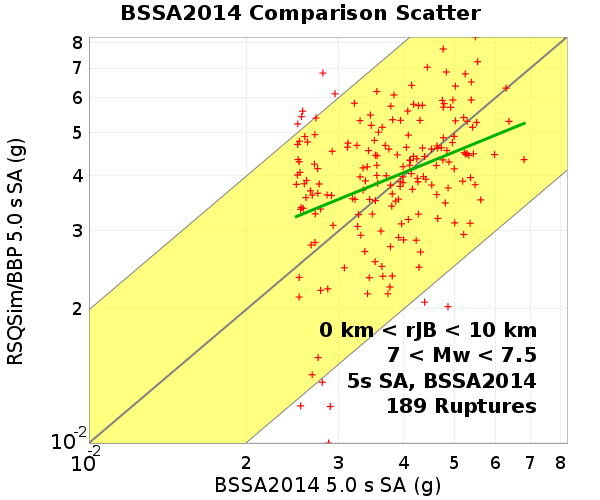 BSSA2014 Comparison Scatter
RSQSim/BBP 5.0 s SA (g)
8
7
6
5
4
3
2
10-2
0 km < rJB < 10 km
7 < Mw < 7.5
5s SA, BSSA2014
189 Ruptures
10-2 2 3 4 5 6 7 8
BSSA2014 5.0 s SA (g)